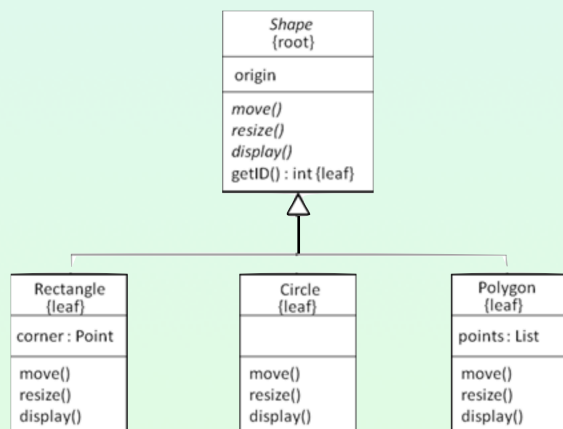 Shape
{root}
origin
move()
resize()
display()
getID() : int {leaf}
Rectangle
{leaf}
corner : Point
move()
resize()
display()
Circle
{leaf}
move()
resize()
display()
Polygon
{leaf}
points : List
move()
resize()
display()